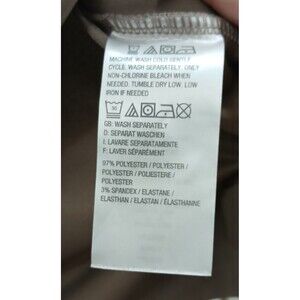 MACHINE WASH COLD GENTLY
CYCLE. WASH SEPARATELY. ONLY
NON-CHLORINE BLEACH WHEN
NEEDED. TUMBLE DRY LOW. LOW
IRON IF NEEDED
30
GB: WASH SEPARATELY
D: SEPARAT WASCHEN
I: LAVARE SEPARATAMENTE
F: LAVER SÉPARÉMENT
97% POLYESTER / POLYESTER /
POLYESTER / POLIESTERE /
POLYESTER
3% SPANDEX / ELASTANE /
ELASTHAN / ELASTAN / ÉLASTHANNE